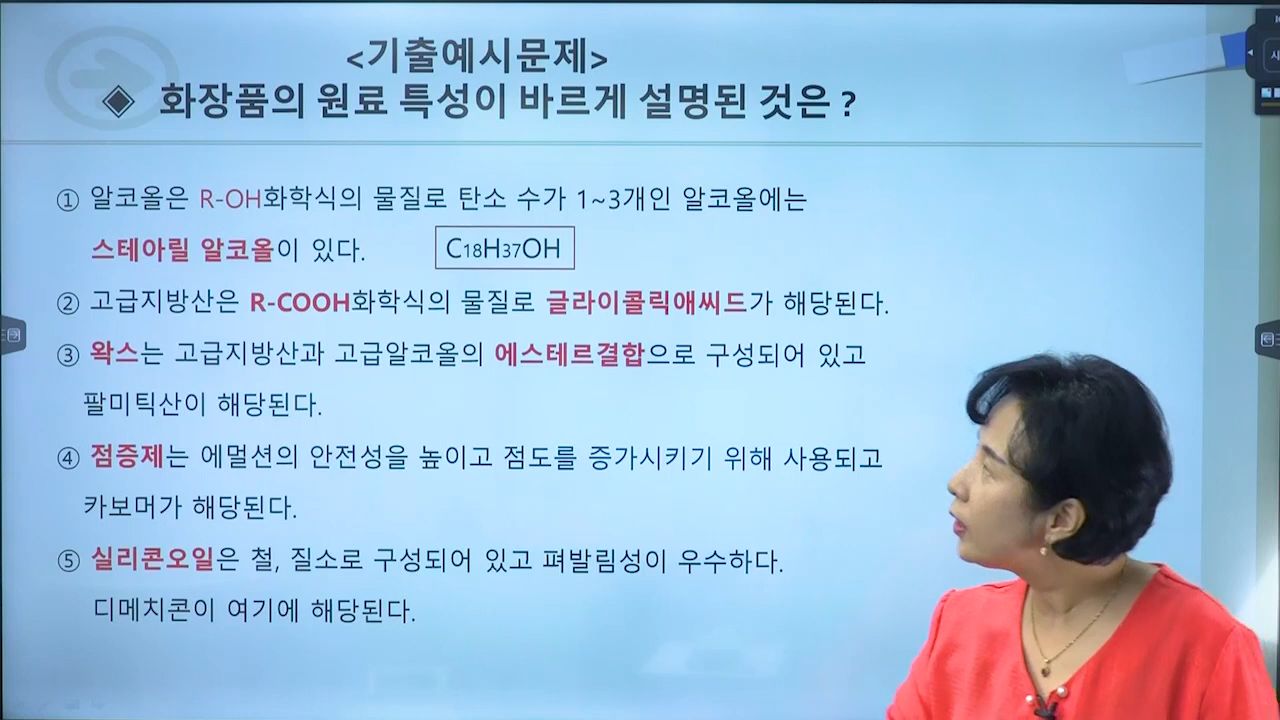 <기출예시문제>
◈ 화장품의 원료 특성이 바르게 설명된 것은 ?
① 알코올은 R-OH화학식의 물질로 탄소 수가 1~3개인 알코올에는
스테아릴 알코올이 있다. C18H37OH
② 고급지방산은 R-COOH화학식의 물질로 글라이콜릭애씨드가 해당된다.
③ 왁스는 고급지방산과 고급알코올의 에스테르결합으로 구성되어 있고
팔미틱산이 해당된다.
④ 점증제는 에멀션의 안전성을 높이고 점도를 증가시키기 위해 사용되고
카보머가 해당된다.
⑤ 실리콘오일은 철, 질소로 구성되어 있고 펴발림성이 우수하다.
디메치콘이 여기에 해당된다.